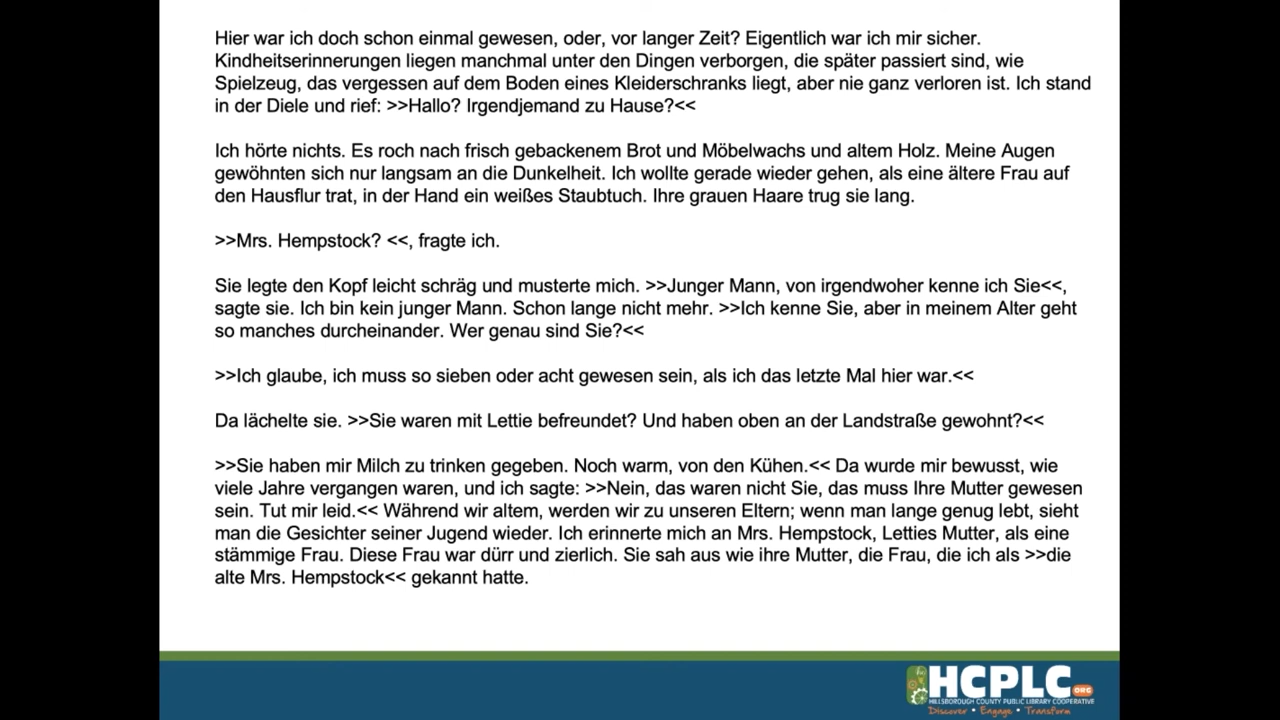 Hier war ich doch schon einmal gewesen, oder, vor langer Zeit? Eigentlich war ich mir sicher.
Kindheitserinnerungen liegen manchmal unter den Dingen verborgen, die später passiert sind, wie
Spielzeug, das vergessen auf dem Boden eines Kleiderschranks liegt, aber nie ganz verloren ist. Ich stand
in der Diele und rief: >>Hallo? Irgendjemand zu Hause?<<
Ich hörte nichts. Es roch nach frisch gebackenem Brot und Möbelwachs und altem Holz. Meine Augen
gewöhnten sich nur langsam an die Dunkelheit. Ich wollte gerade wieder gehen, als eine ältere Frau auf
den Hausflur trat, in der Hand ein weißes Staubtuch. Ihre grauen Haare trug sie lang.
>>Mrs. Hempstock? <<, fragte ich.
Sie legte den Kopf leicht schräg und musterte mich. >>Junger Mann, von irgendwoher kenne ich Sie<<,
sagte sie. Ich bin kein junger Mann. Schon lange nicht mehr. >>Ich kenne Sie, aber in meinem Alter geht
so manches durcheinander. Wer genau sind Sie?<<
>>Ich glaube, ich muss so sieben oder acht gewesen sein, als ich das letzte Mal hier war.<<
Da lächelte sie. >>Sie waren mit Lettie befreundet? Und haben oben an der Landstraße gewohnt?<<
>>Sie haben mir Milch zu trinken gegeben. Noch warm, von den Kühen.<< Da wurde mir bewusst, wie
viele Jahre vergangen waren, und ich sagte: >>Nein, das waren nicht Sie, das muss Ihre Mutter gewesen
sein. Tut mir leid.<< Während wir altem, werden wir zu unseren Eltern; wenn man lange genug lebt, sieht
man die Gesichter seiner Jugend wieder. Ich erinnerte mich an Mrs. Hempstock, Letties Mutter, als eine
stämmige Frau. Diese Frau war dürr und zierlich. Sie sah aus wie ihre Mutter, die Frau, die ich als >>die
alte Mrs. Hempstock<< gekannt hatte.
HCPLC.ORG
HILLSBOROUGH COUNTY PUBLIC LIBRARY COOPERATIVE
Discover • Engage • Transform